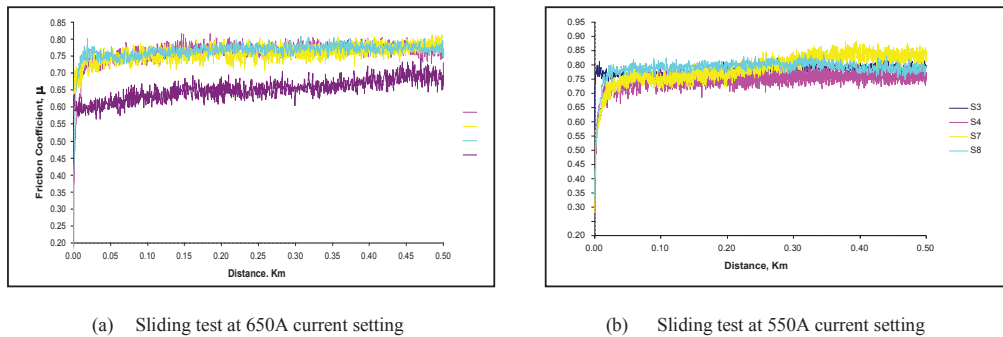 0.85
0.80
0.75
0.70
0.65
0.60
0.55
0.50
0.45
0.40
0.35
0.30
0.25
0.20
Friction Coefficient, µ
0.00 0.05 0.10 0.15 0.20 0.25 0.30 0.35 0.40 0.45 0.50
Distance. Km
(a) Sliding test at 650A current setting
0.95
0.90
0.85
0.80
0.75
0.70
0.65
0.60
0.55
0.50
0.45
0.40
0.35
0.30
0.25
0.20
0.00 0.10 0.20 0.30 0.40 0.50
Distance, Km
S3
S4
S7
S8
(b) Sliding test at 550A current setting